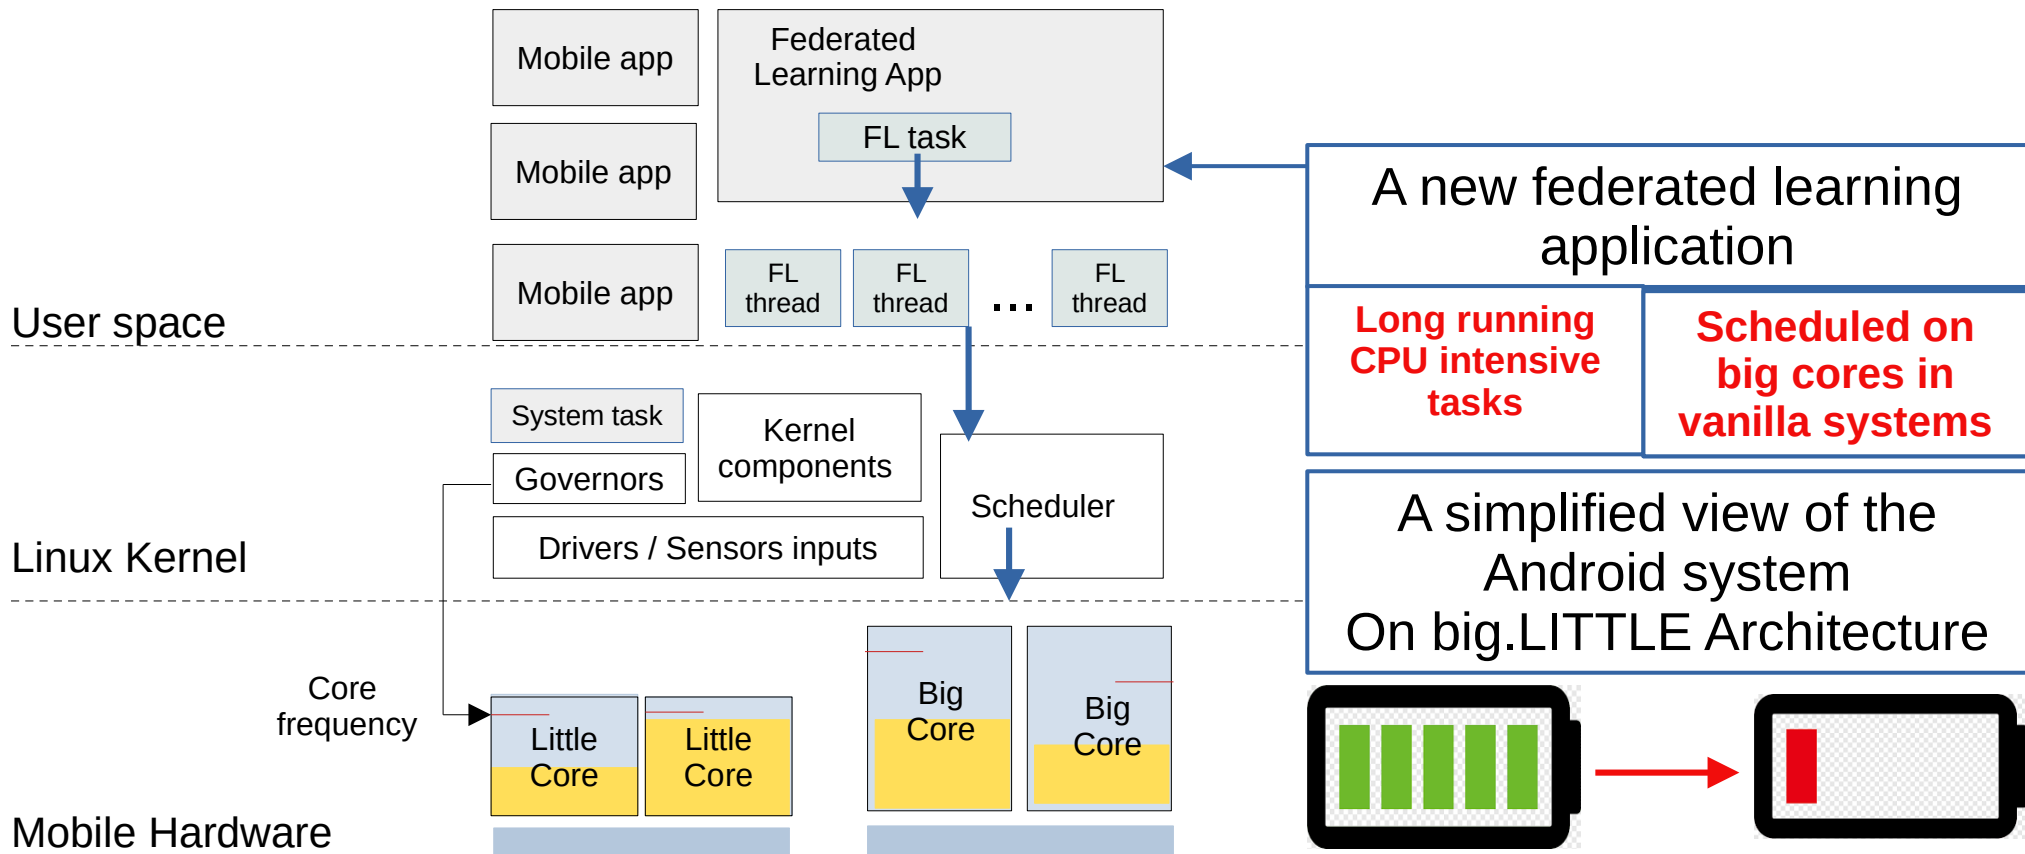 Mobile app
Federated
Learning App
FL task
Mobile app
Mobile app
FL
thread
FL
thread
...
FL
thread
User space
System task
Governors
Kernel
components
Drivers / Sensors inputs
Scheduler
Linux Kernel
Core
frequency
Little
Core
Little
Core
Big
Core
Big
Core
Mobile Hardware
A new federated learning
application
Long running
CPU intensive
tasks
Scheduled on
big cores in
vanilla systems
A simplified view of the
Android system
On big.LITTLE Architecture